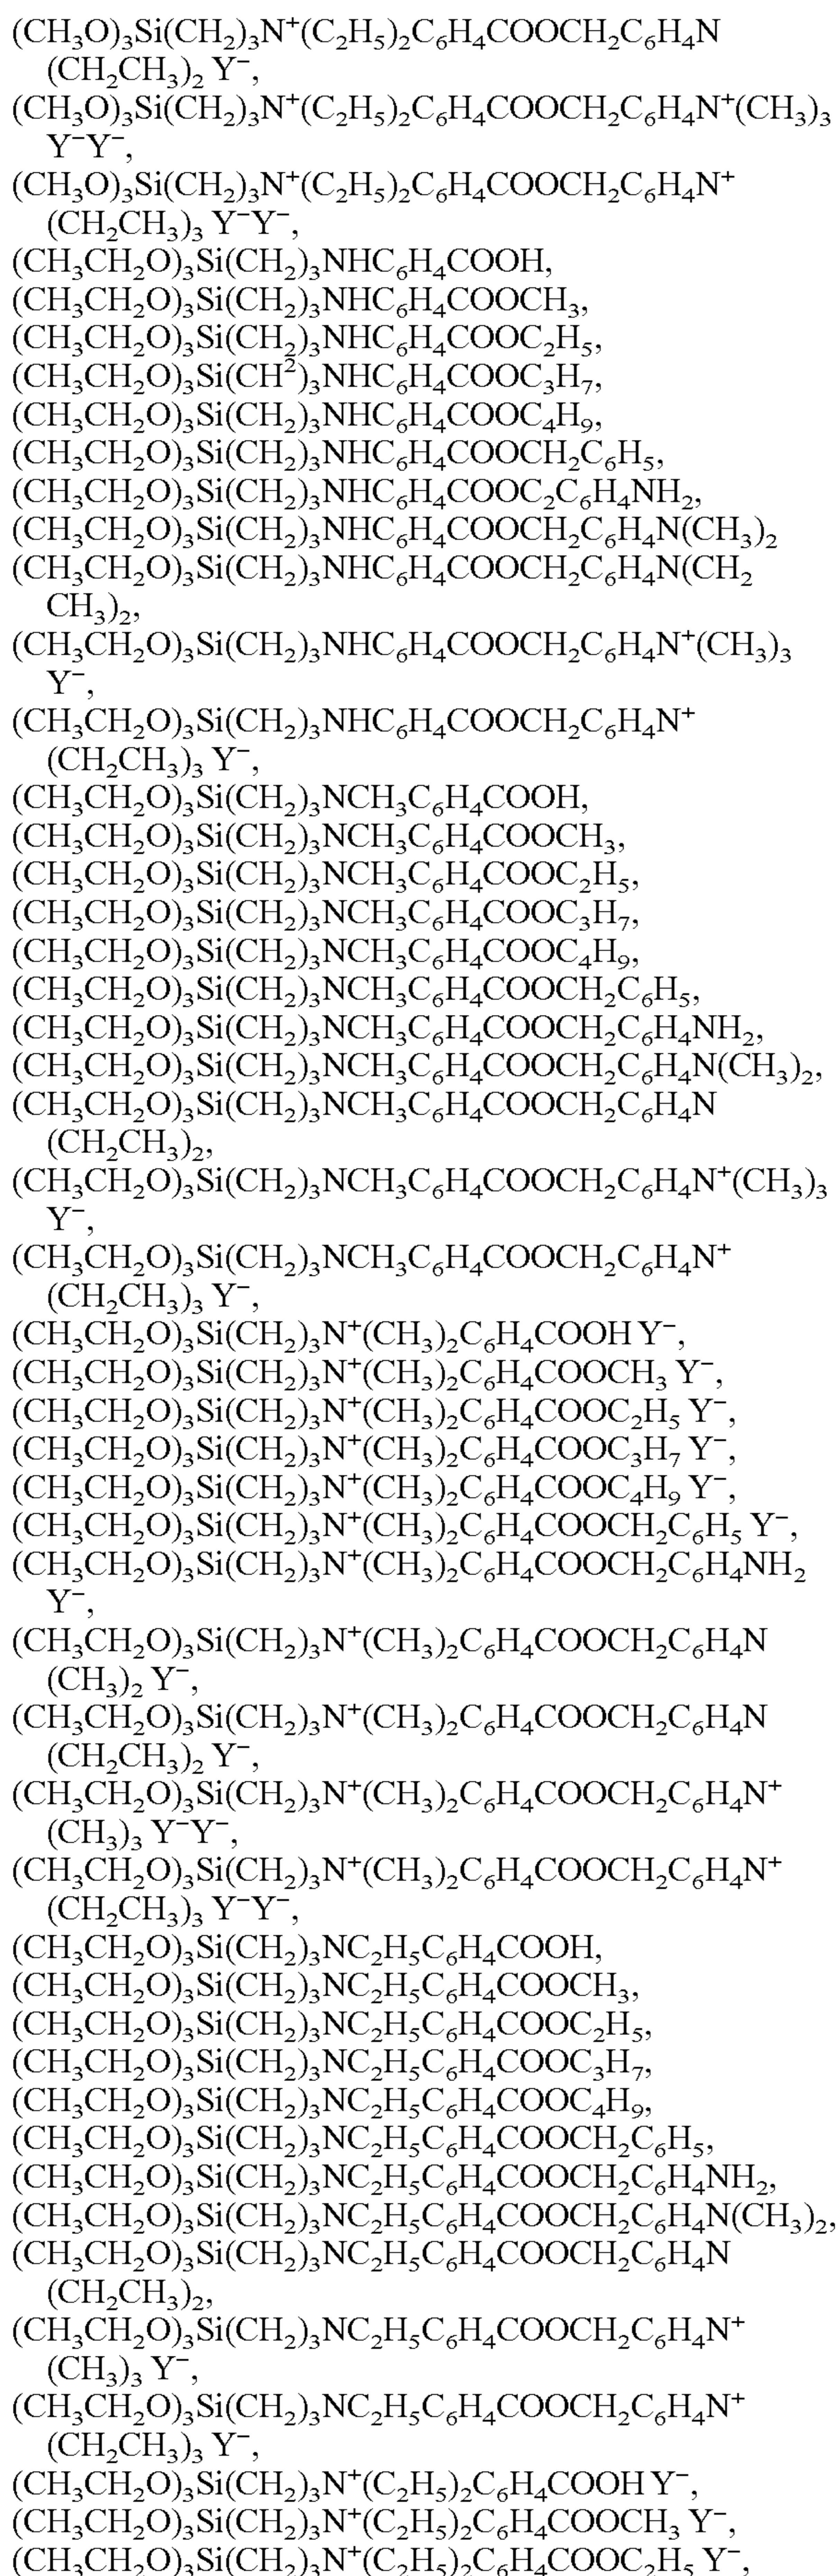 (CH₃O)₃Si(CH₂)₃N⁺(C₂H₅)₂C₆H₄COOCH₂C₆H₄N
(CH₂CH₃)₂ Y⁻,
(CH₃O)₃Si(CH₂)₃N⁺(C₂H₅)₂C₆H₄COOCH₂C₆H₄N⁺(CH₃)₃
Y⁻Y⁻,
(CH₃O)₃Si(CH₂)₃N⁺(C₂H₅)₂C₆H₄COOCH₂C₆H₄N⁺
(CH₂CH₃)₃ Y⁻Y⁻,
(CH₃CH₂O)₃Si(CH₂)₃NHC₆H₄COOH,
(CH₃CH₂O)₃Si(CH₂)₃NHC₆H₄COOCH₃,
(CH₃CH₂O)₃Si(CH₂)₃NHC₆H₄COOC₂H₅,
(CH₃CH₂O)₃Si(CH²)₃NHC₆H₄COOC₃H₇,
(CH₃CH₂O)₃Si(CH₂)₃NHC₆H₄COOC₄H₉,
(CH₃CH₂O)₃Si(CH₂)₃NHC₆H₄COOCH₂C₆H₅,
(CH₃CH₂O)₃Si(CH₂)₃NHC₆H₄COOC₂C₆H₄NH₂,
(CH₃CH₂O)₃Si(CH₂)₃NHC₆H₄COOCH₂C₆H₄N(CH₃)₂
(CH₃CH₂O)₃Si(CH₂)₃NHC₆H₄COOCH₂C₆H₄N(CH₂
CH₃)₂,
(CH₃CH₂O)₃Si(CH₂)₃NHC₆H₄COOCH₂C₆H₄N⁺(CH₃)₃
Y⁻,
(CH₃CH₂O)₃Si(CH₂)₃NHC₆H₄COOCH₂C₆H₄N⁺
(CH₂CH₃)₃ Y⁻,
(CH₃CH₂O)₃Si(CH₂)₃NCH₃C₆H₄COOH,
(CH₃CH₂O)₃Si(CH₂)₃NCH₃C₆H₄COOCH₃,
(CH₃CH₂O)₃Si(CH₂)₃NCH₃C₆H₄COOC₂H₅,
(CH₃CH₂O)₃Si(CH₂)₃NCH₃C₆H₄COOC₃H₇,
(CH₃CH₂O)₃Si(CH₂)₃NCH₃C₆H₄COOC₄H₉,
(CH₃CH₂O)₃Si(CH₂)₃NCH₃C₆H₄COOCH₂C₆H₅,
(CH₃CH₂O)₃Si(CH₂)₃NCH₃C₆H₄COOCH₂C₆H₄NH₂,
(CH₃CH₂O)₃Si(CH₂)₃NCH₃C₆H₄COOCH₂C₆H₄N(CH₃)₂,
(CH₃CH₂O)₃Si(CH₂)₃NCH₃C₆H₄COOCH₂C₆H₄N
(CH₂CH₃)₂,
(CH₃CH₂O)₃Si(CH₂)₃NCH₃C₆H₄COOCH₂C₆H₄N⁺(CH₃)₃
Y⁻,
(CH₃CH₂O)₃Si(CH₂)₃NCH₃C₆H₄COOCH₂C₆H₄N⁺
(CH₂CH₃)₃ Y⁻,
(CH₃CH₂O)₃Si(CH₂)₃N⁺(CH₃)₂C₆H₄COOH Y⁻,
(CH₃CH₂O)₃Si(CH₂)₃N⁺(CH₃)₂C₆H₄COOCH₃ Y⁻,
(CH₃CH₂O)₃Si(CH₂)₃N⁺(CH₃)₂C₆H₄COOC₂H₅ Y⁻,
(CH₃CH₂O)₃Si(CH₂)₃N⁺(CH₃)₂C₆H₄COOC₃H₇ Y⁻,
(CH₃CH₂O)₃Si(CH₂)₃N⁺(CH₃)₂C₆H₄COOC₄H₉ Y⁻,
(CH₃CH₂O)₃Si(CH₂)₃N⁺(CH₃)₂C₆H₄COOCH₂C₆H₅ Y⁻,
(CH₃CH₂O)₃Si(CH₂)₃N⁺(CH₃)₂C₆H₄COOCH₂C₆H₄NH₂
Y⁻,
(CH₃CH₂O)₃Si(CH₂)₃N⁺(CH₃)₂C₆H₄COOCH₂C₆H₄N
(CH₃)₂ Y⁻,
(CH₃CH₂O)₃Si(CH₂)₃N⁺(CH₃)₂C₆H₄COOCH₂C₆H₄N
(CH₂CH₃)₂ Y⁻,
(CH₃CH₂O)₃Si(CH₂)₃N⁺(CH₃)₂C₆H₄COOCH₂C₆H₄N⁺
(CH₃)₃ Y⁻Y⁻,
(CH₃CH₂O)₃Si(CH₂)₃N⁺(CH₃)₂C₆H₄COOCH₂C₆H₄N⁺
(CH₂CH₃)₃ Y⁻Y⁻,
(CH₃CH₂O)₃Si(CH₂)₃NC₂H₅C₆H₄COOH,
(CH₃CH₂O)₃Si(CH₂)₃NC₂H₅C₆H₄COOCH₃,
(CH₃CH₂O)₃Si(CH₂)₃NC₂H₅C₆H₄COOC₂H₅,
(CH₃CH₂O)₃Si(CH₂)₃NC₂H₅C₆H₄COOC₃H₇,
(CH₃CH₂O)₃Si(CH₂)₃NC₂H₅C₆H₄COOC₄H₉,
(CH₃CH₂O)₃Si(CH₂)₃NC₂H₅C₆H₄COOCH₂C₆H₅,
(CH₃CH₂O)₃Si(CH₂)₃NC₂H₅C₆H₄COOCH₂C₆H₄NH₂,
(CH₃CH₂O)₃Si(CH₂)₃NC₂H₅C₆H₄COOCH₂C₆H₄N(CH₃)₂,
(CH₃CH₂O)₃Si(CH₂)₃NC₂H₅C₆H₄COOCH₂C₆H₄N
(CH₂CH₃)₂,
(CH₃CH₂O)₃Si(CH₂)₃NC₂H₅C₆H₄COOCH₂C₆H₄N⁺
(CH₃)₃ Y⁻,
(CH₃CH₂O)₃Si(CH₂)₃NC₂H₅C₆H₄COOCH₂C₆H₄N⁺
(CH₂CH₃)₃ Y⁻,
(CH₃CH₂O)₃Si(CH₂)₃N⁺(C₂H₅)₂C₆H₄COOH Y⁻,
(CH₃CH₂O)₃Si(CH₂)₃N⁺(C₂H₅)₂C₆H₄COOCH₃ Y⁻,
(CH₃CH₂O)₃Si(CH₂)₃N⁺(C₂H₅)₂C₆H₄COOC₂H₅ Y⁻,